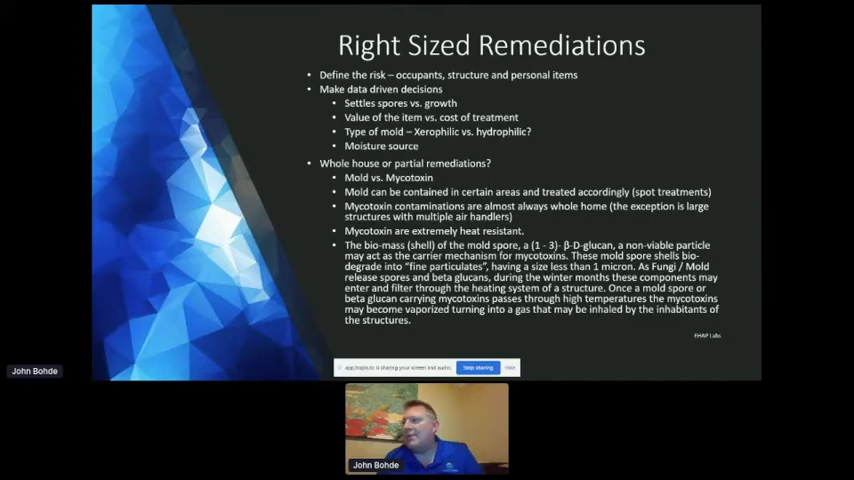 Right Sized Remediations
• Define the risk – occupants, structure and personal items
• Make data driven decisions
• Settles spores vs. growth
• Value of the item vs. cost of treatment
• Type of mold – Xerophilic vs. hydrophilic?
• Moisture source
• Whole house or partial remediations?
• Mold vs. Mycotoxin
• Mold can be contained in certain areas and treated accordingly (spot treatments)
• Mycotoxin contaminations are almost always whole home (the exception is large
structures with multiple air handlers)
• Mycotoxin are extremely heat resistant.
• The bio-mass (shell) of the mold spore, a (1 - 3)- β-D-glucan, a non-viable particle
may act as the carrier mechanism for mycotoxins. These mold spore shells bio-
degrade into "fine particulates", having a size less than 1 micron. As Fungi / Mold
release spores and beta glucans, during the winter months these components may
enter and filter through the heating system of a structure. Once a mold spore or
beta glucan carrying mycotoxins passes through high temperatures the mycotoxins
may become vaporized turning into a gas that may be inhaled by the inhabitants of
the structures.
EHAP Labs
app.hopin.to is sharing your screen and audio.
Stop sharing
Hide
John Bohde
John Bohde